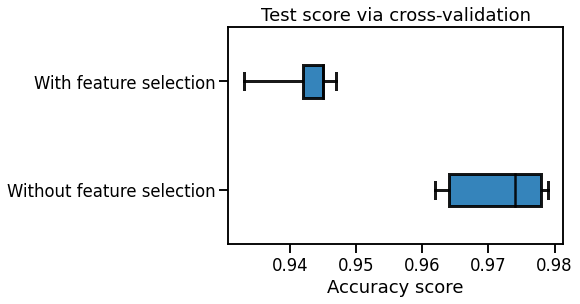 Test score via cross-validation
With feature selection
Without feature selection
0.94 0.95 0.96 0.97 0.98
Accuracy score